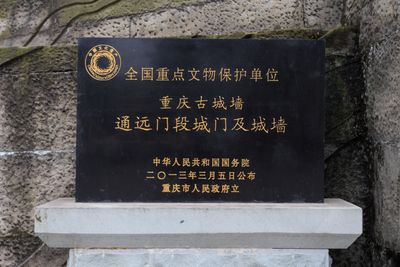 全国重点文物保护单位
重庆古城墙
通远门段城门及城墙
中华人民共和国国务院
二〇一三年三月五日公布
重庆市人民政府立